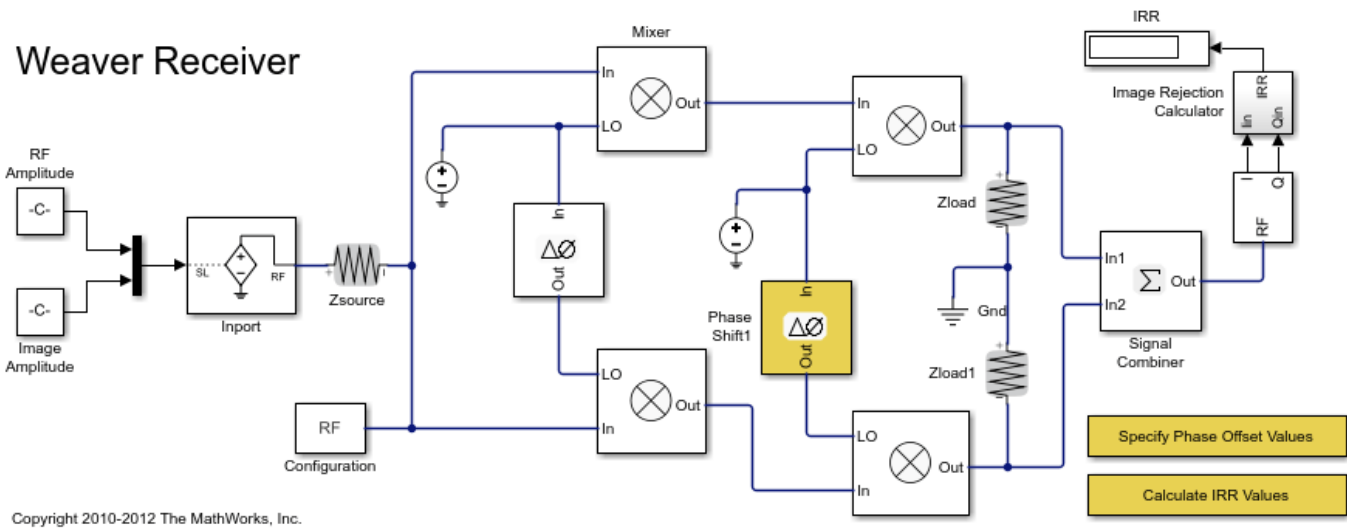 Weaver Receiver
RF
Amplitude
-C-
-C-
Image
Amplitude
SL
RF
Inport
Zsource
RF
Configuration
Mixer
In
LO
Out
In
ΔØ
Out
LO
In
Out
In
LO
Out
Phase
Shift1
In
ΔØ
Out
LO
In
Out
Zload
Gnd
Zload1
In1
In2
Σ
Out
Signal
Combiner
IRR
Image Rejection
Calculator
IRR
Iin
Qin
I
Q
RF
Specify Phase Offset Values
Calculate IRR Values
Copyright 2010-2012 The MathWorks, Inc.